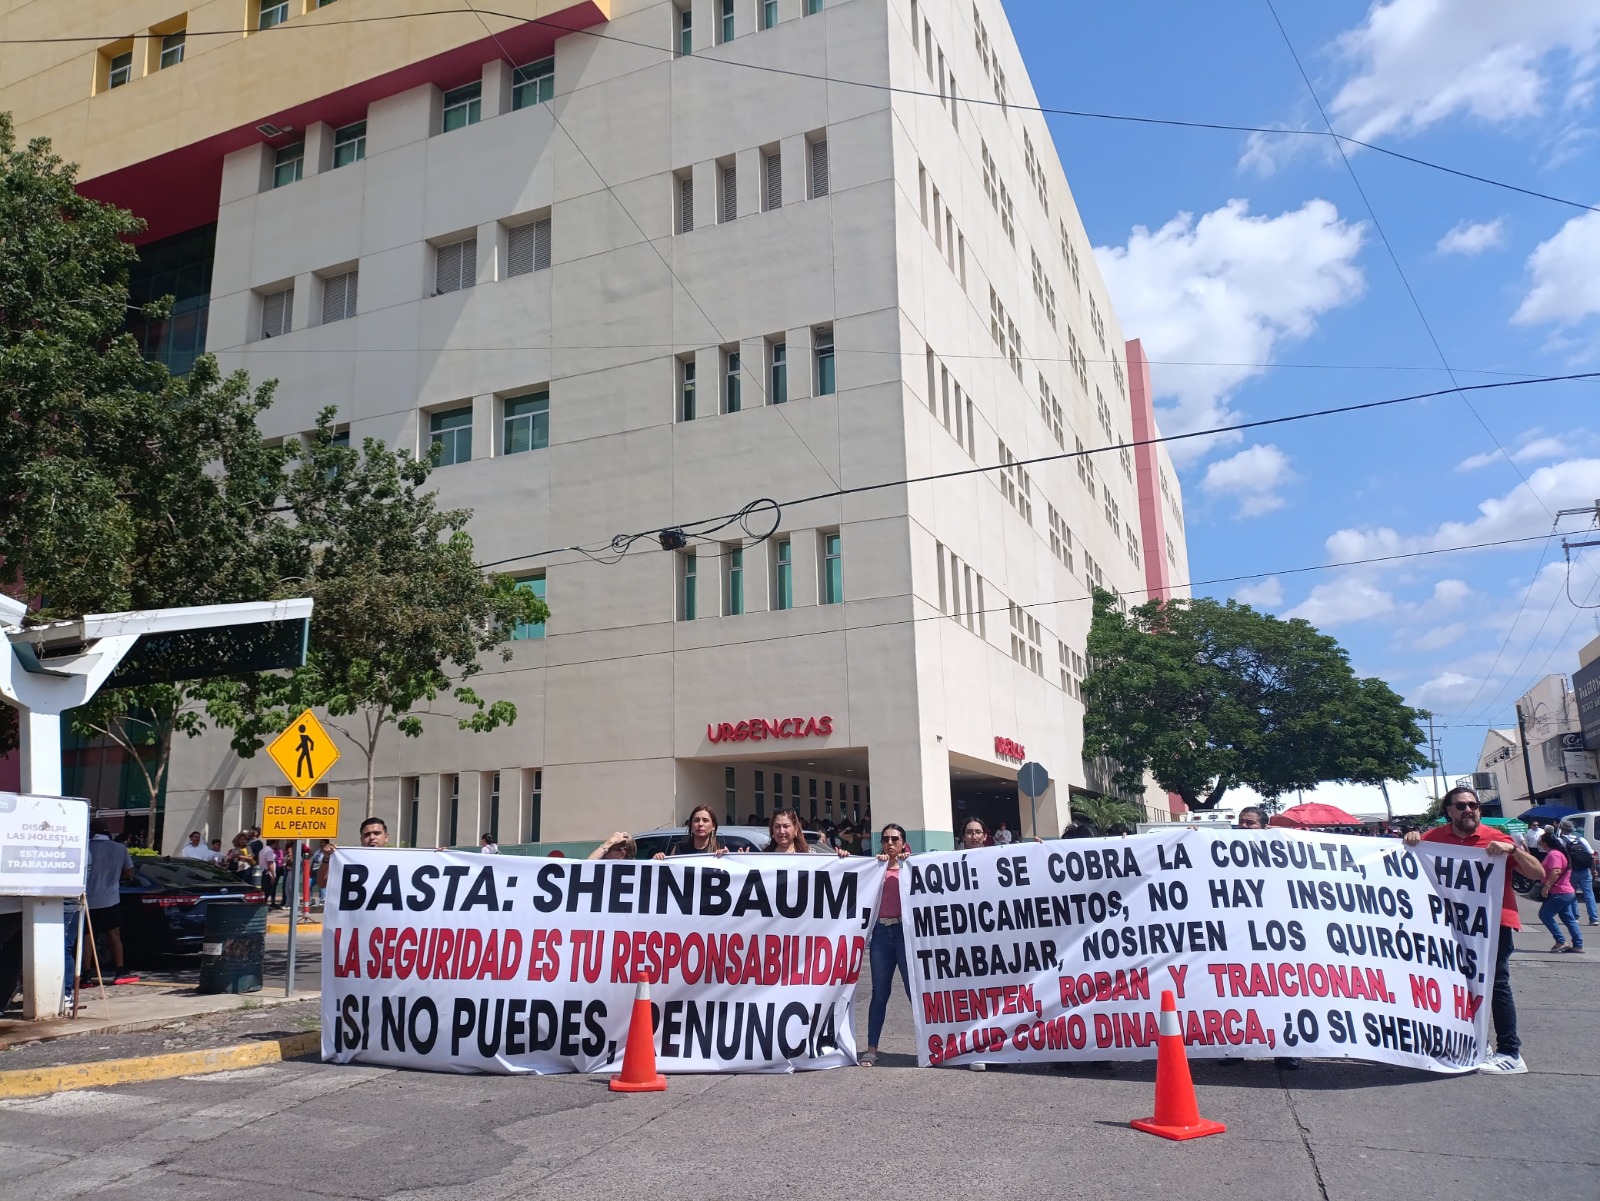 URGENCIAS
URGENCIAS
CEDA EL PASO
AL PEATON
DISCULPE
LAS MOLESTIAS
ESTAMOS
TRABAJANDO
BASTA: SHEINBAUM,
LA SEGURIDAD ES TU RESPONSABILIDAD
¡SI NO PUEDES, RENUNCIA
AQUÍ: SE COBRA LA CONSULTA, NO HAY
MEDICAMENTOS, NO HAY INSUMOS PARA
TRABAJAR, NOSIRVEN LOS QUIRÓFANOS.
MIENTEN, ROBAN Y TRAICIONAN. NO HAY
SALUD COMO DINAMARCA, ¿O SI SHEINBAUM?